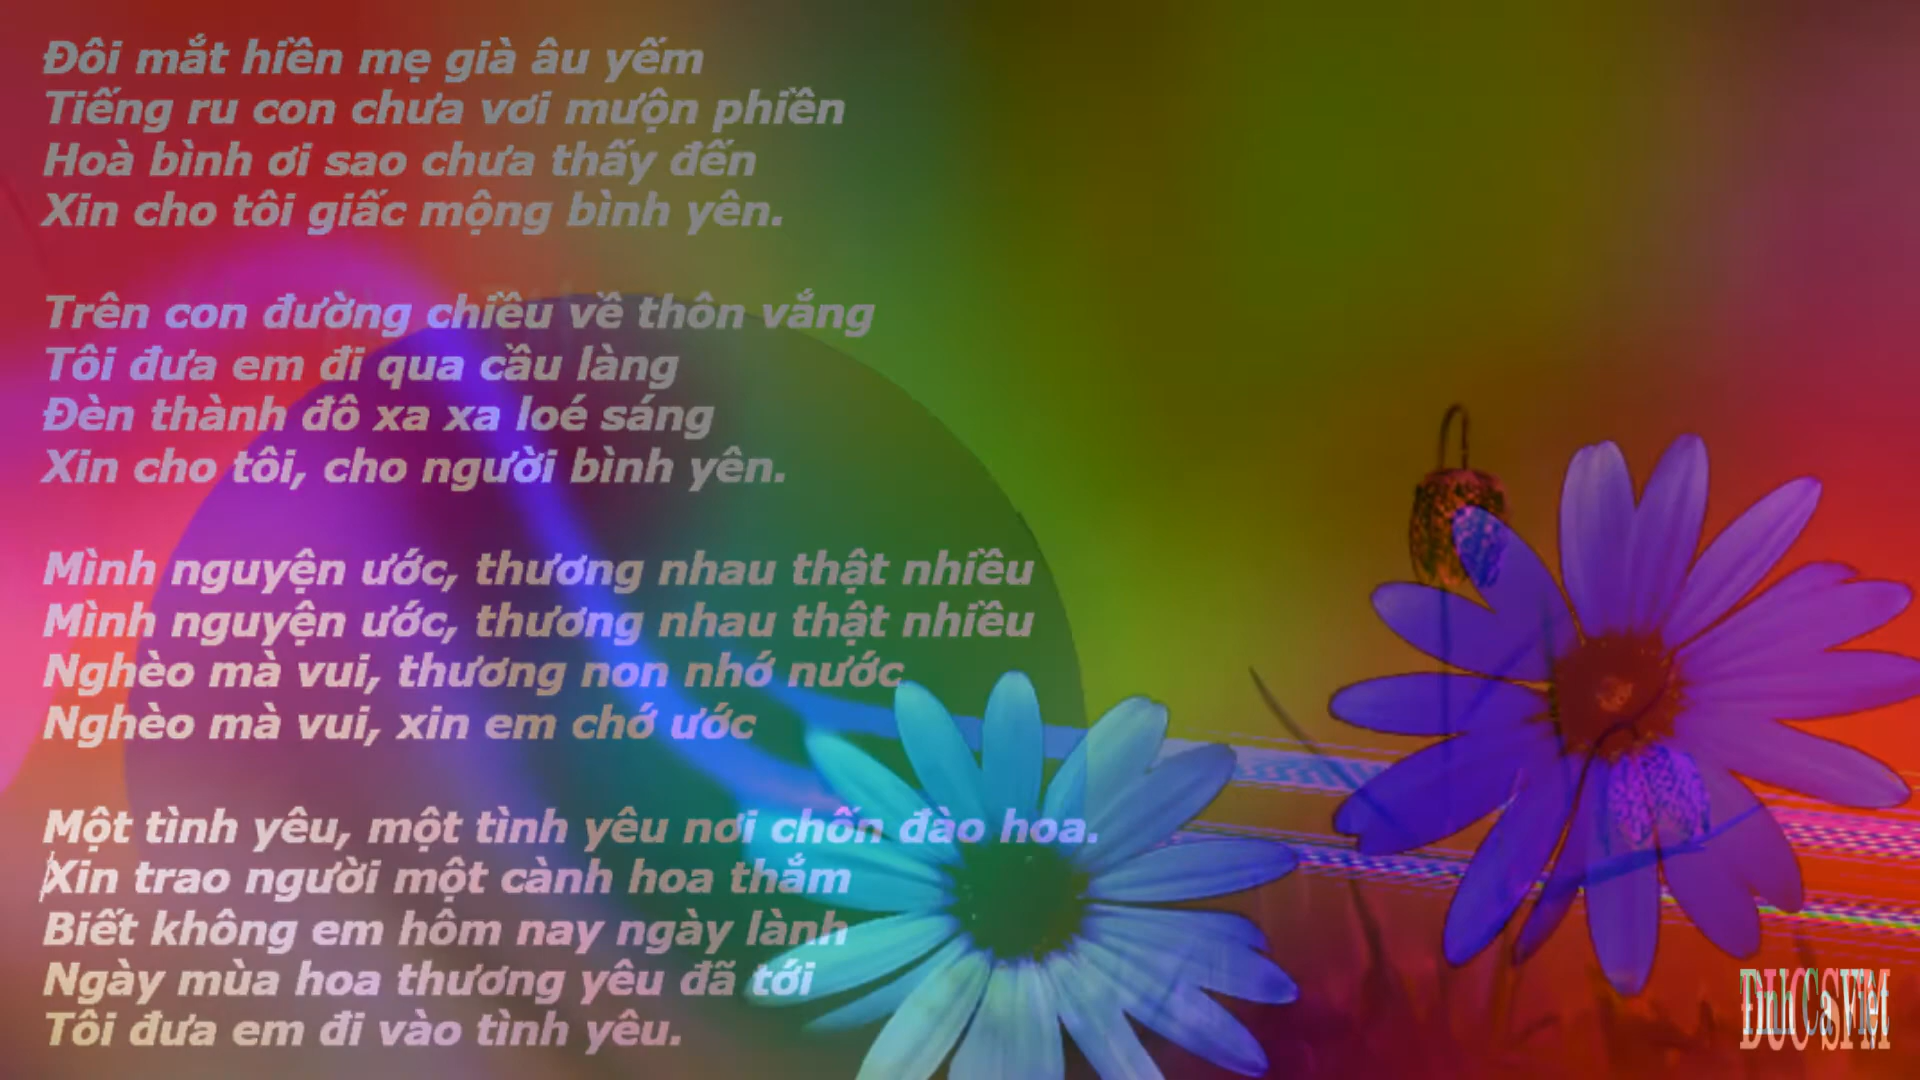 Đôi mắt hiền mẹ già âu yếm
Tiếng ru con chưa vơi muộn phiền
Hoà bình ơi sao chưa thấy đến
Xin cho tôi giấc mộng bình yên.
Trên con đường chiều về thôn vắng
Tôi đưa em đi qua cầu làng
Đèn thành đô xa xa loé sáng
Xin cho tôi, cho người bình yên.
Mình nguyện ước, thương nhau thật nhiều
Mình nguyện ước, thương nhau thật nhiều
Nghèo mà vui, thương non nhớ nước
Nghèo mà vui, xin em chớ ước
Một tình yêu, một tình yêu nơi chốn đào hoa.
Xin trao người một cành hoa thắm
Biết không em hôm nay ngày lành
Ngày mùa hoa thương yêu đã tới
Tôi đưa em đi vào tình yêu.
Tình Ca Việt